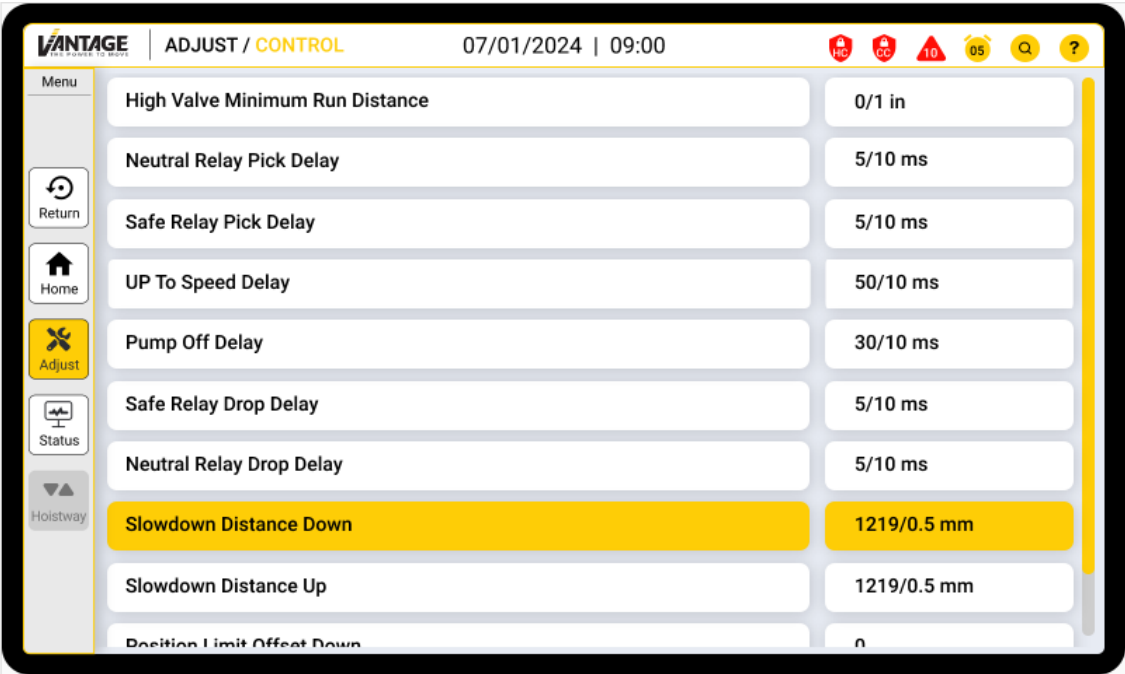 VANTAGE
THE POWER TO MOVE
ADJUST / CONTROL
07/01/2024 | 09:00
HC
CC
10
05
?
Menu
Return
Home
Adjust
Status
Hoistway
High Valve Minimum Run Distance 0/1 in
Neutral Relay Pick Delay 5/10 ms
Safe Relay Pick Delay 5/10 ms
UP To Speed Delay 50/10 ms
Pump Off Delay 30/10 ms
Safe Relay Drop Delay 5/10 ms
Neutral Relay Drop Delay 5/10 ms
Slowdown Distance Down 1219/0.5 mm
Slowdown Distance Up 1219/0.5 mm
Position Limit Offset Down 0